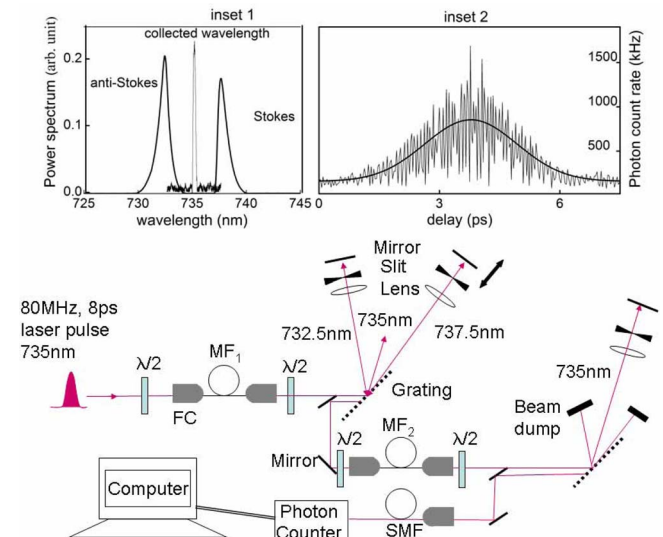 inset 1
collected wavelength
anti-Stokes
Stokes
Power spectrum (arb. unit)
0.2
0.1
0.0
725
730
735
740
745
wavelength (nm)
inset 2
1500
1000
500
Photon count rate (kHz)
0
3
6
delay (ps)
80MHz, 8ps
laser pulse
735nm
λ/2
FC
MF1
λ/2
Mirror
Slit
Lens
732.5nm
735nm
737.5nm
Grating
735nm
Beam
dump
Mirror
λ/2
MF2
λ/2
Computer
Photon
Counter
SMF